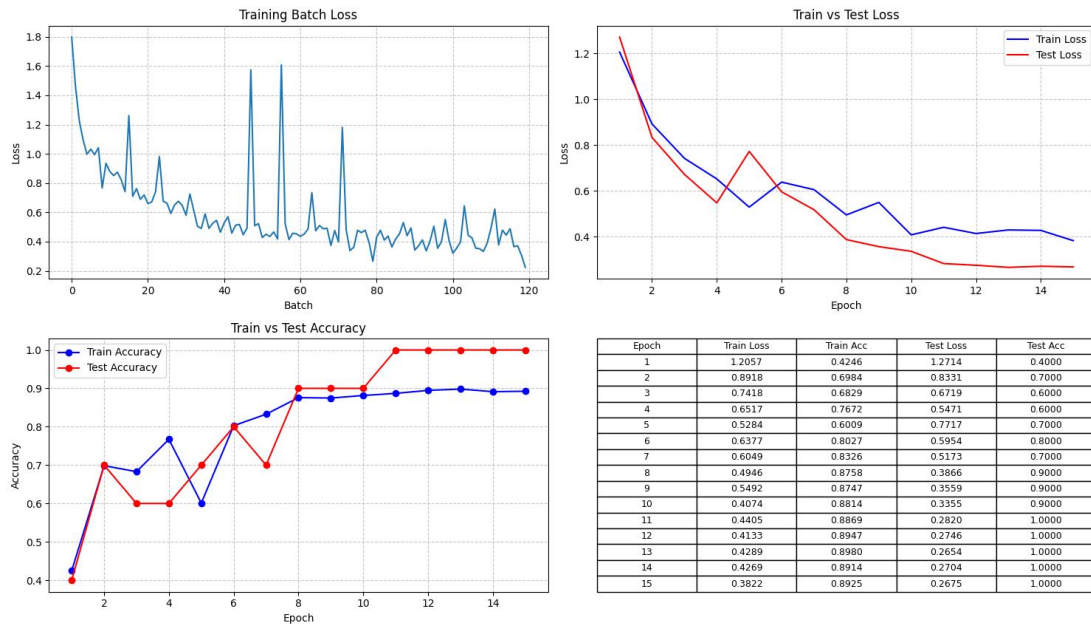 Training Batch Loss
Loss
1.8
1.6
1.4
1.2
1.0
0.8
0.6
0.4
0.2
0 20 40 60 80 100 120
Batch
Train vs Test Loss
Train Loss
Test Loss
Loss
1.2
1.0
0.8
0.6
0.4
2 4 6 8 10 12 14
Epoch
Train vs Test Accuracy
Train Accuracy
Test Accuracy
Accuracy
1.0
0.9
0.8
0.7
0.6
0.5
0.4
2 4 6 8 10 12 14
Epoch
Epoch Train Loss Train Acc Test Loss Test Acc
1 1.2057 0.4246 1.2714 0.4000
2 0.8918 0.6984 0.8331 0.7000
3 0.7418 0.6829 0.6719 0.6000
4 0.6517 0.7672 0.5471 0.6000
5 0.5284 0.6009 0.7717 0.7000
6 0.6377 0.8027 0.5954 0.8000
7 0.6049 0.8326 0.5173 0.7000
8 0.4946 0.8758 0.3866 0.9000
9 0.5492 0.8747 0.3559 0.9000
10 0.4074 0.8814 0.3355 0.9000
11 0.4405 0.8869 0.2820 1.0000
12 0.4133 0.8947 0.2746 1.0000
13 0.4289 0.8980 0.2654 1.0000
14 0.4269 0.8914 0.2704 1.0000
15 0.3822 0.8925 0.2675 1.0000